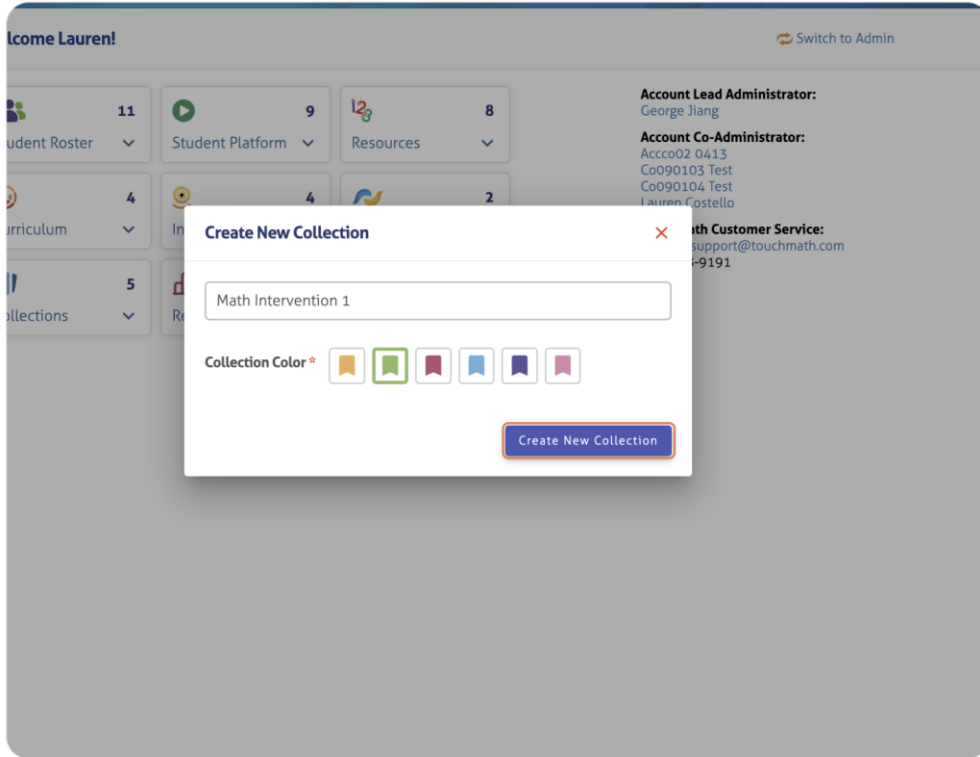 lcome Lauren!
Switch to Admin
11
udent Roster
9
Student Platform
123
8
Resources
Account Lead Administrator:
George Jiang
Account Co-Administrator:
Accco02 0413
Co090103 Test
Co090104 Test
Lauren Costello
4
urriculum
4
In
2
th Customer Service:
support@touchmath.com
-9191
5
ollections
Re
Create New Collection
Math Intervention 1
Collection Color *
Create New Collection